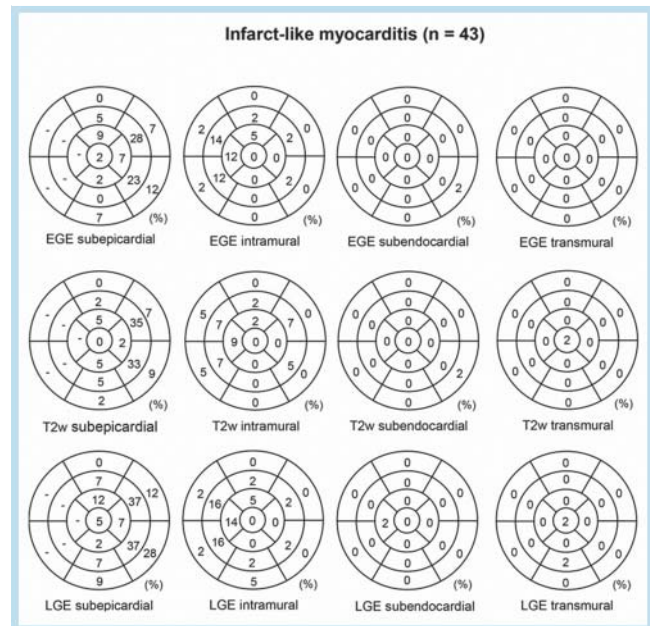 Infarct-like myocarditis (n = 43)
0
5
- - 9 28 7
- 2 7
- - 2 23 12
0
7
(%)
EGE subepicardial
0
2
2 14 5 2 0
12 0 0
2 12 0 2 0
0
0
(%)
EGE intramural
0
0
0 0 0 0 0
0 0 0
0 0 0 0 2
0
0
(%)
EGE subendocardial
0
0
0 0 0 0 0
0 0 0
0 0 0 0 0
0
0
(%)
EGE transmural
0
2
- - 5 35 7
- 0 2
- - 5 33 9
5
2
(%)
T2w subepicardial
0
2
5 7 2 7 0
9 0 0
5 7 0 5 0
0
0
(%)
T2w intramural
0
0
0 0 0 0 0
0 0 0
0 0 0 0 2
0
0
(%)
T2w subendocardial
0
0
0 0 0 0 0
0 2 0
0 0 0 0 0
0
0
(%)
T2w transmural
0
7
- - 12 37 12
- 5 7
- - 2 37 28
7
9
(%)
LGE subepicardial
0
2
2 16 5 2 0
14 0 0
2 16 0 2 0
2
5
(%)
LGE intramural
0
0
0 0 0 0 0
2 0 0
0 0 0 0 0
0
0
(%)
LGE subendocardial
0
0
0 0 0 0 0
0 2 0
0 0 0 0 0
2
0
(%)
LGE transmural